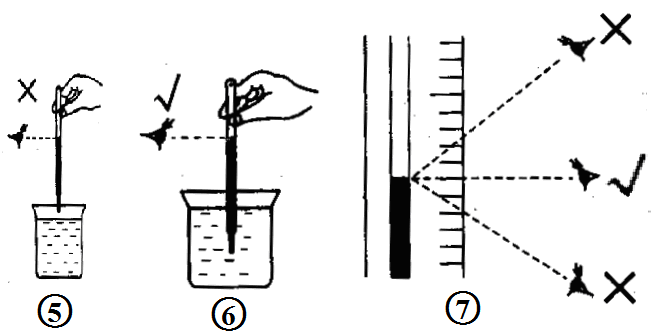 ⑤ ⑥ ⑦